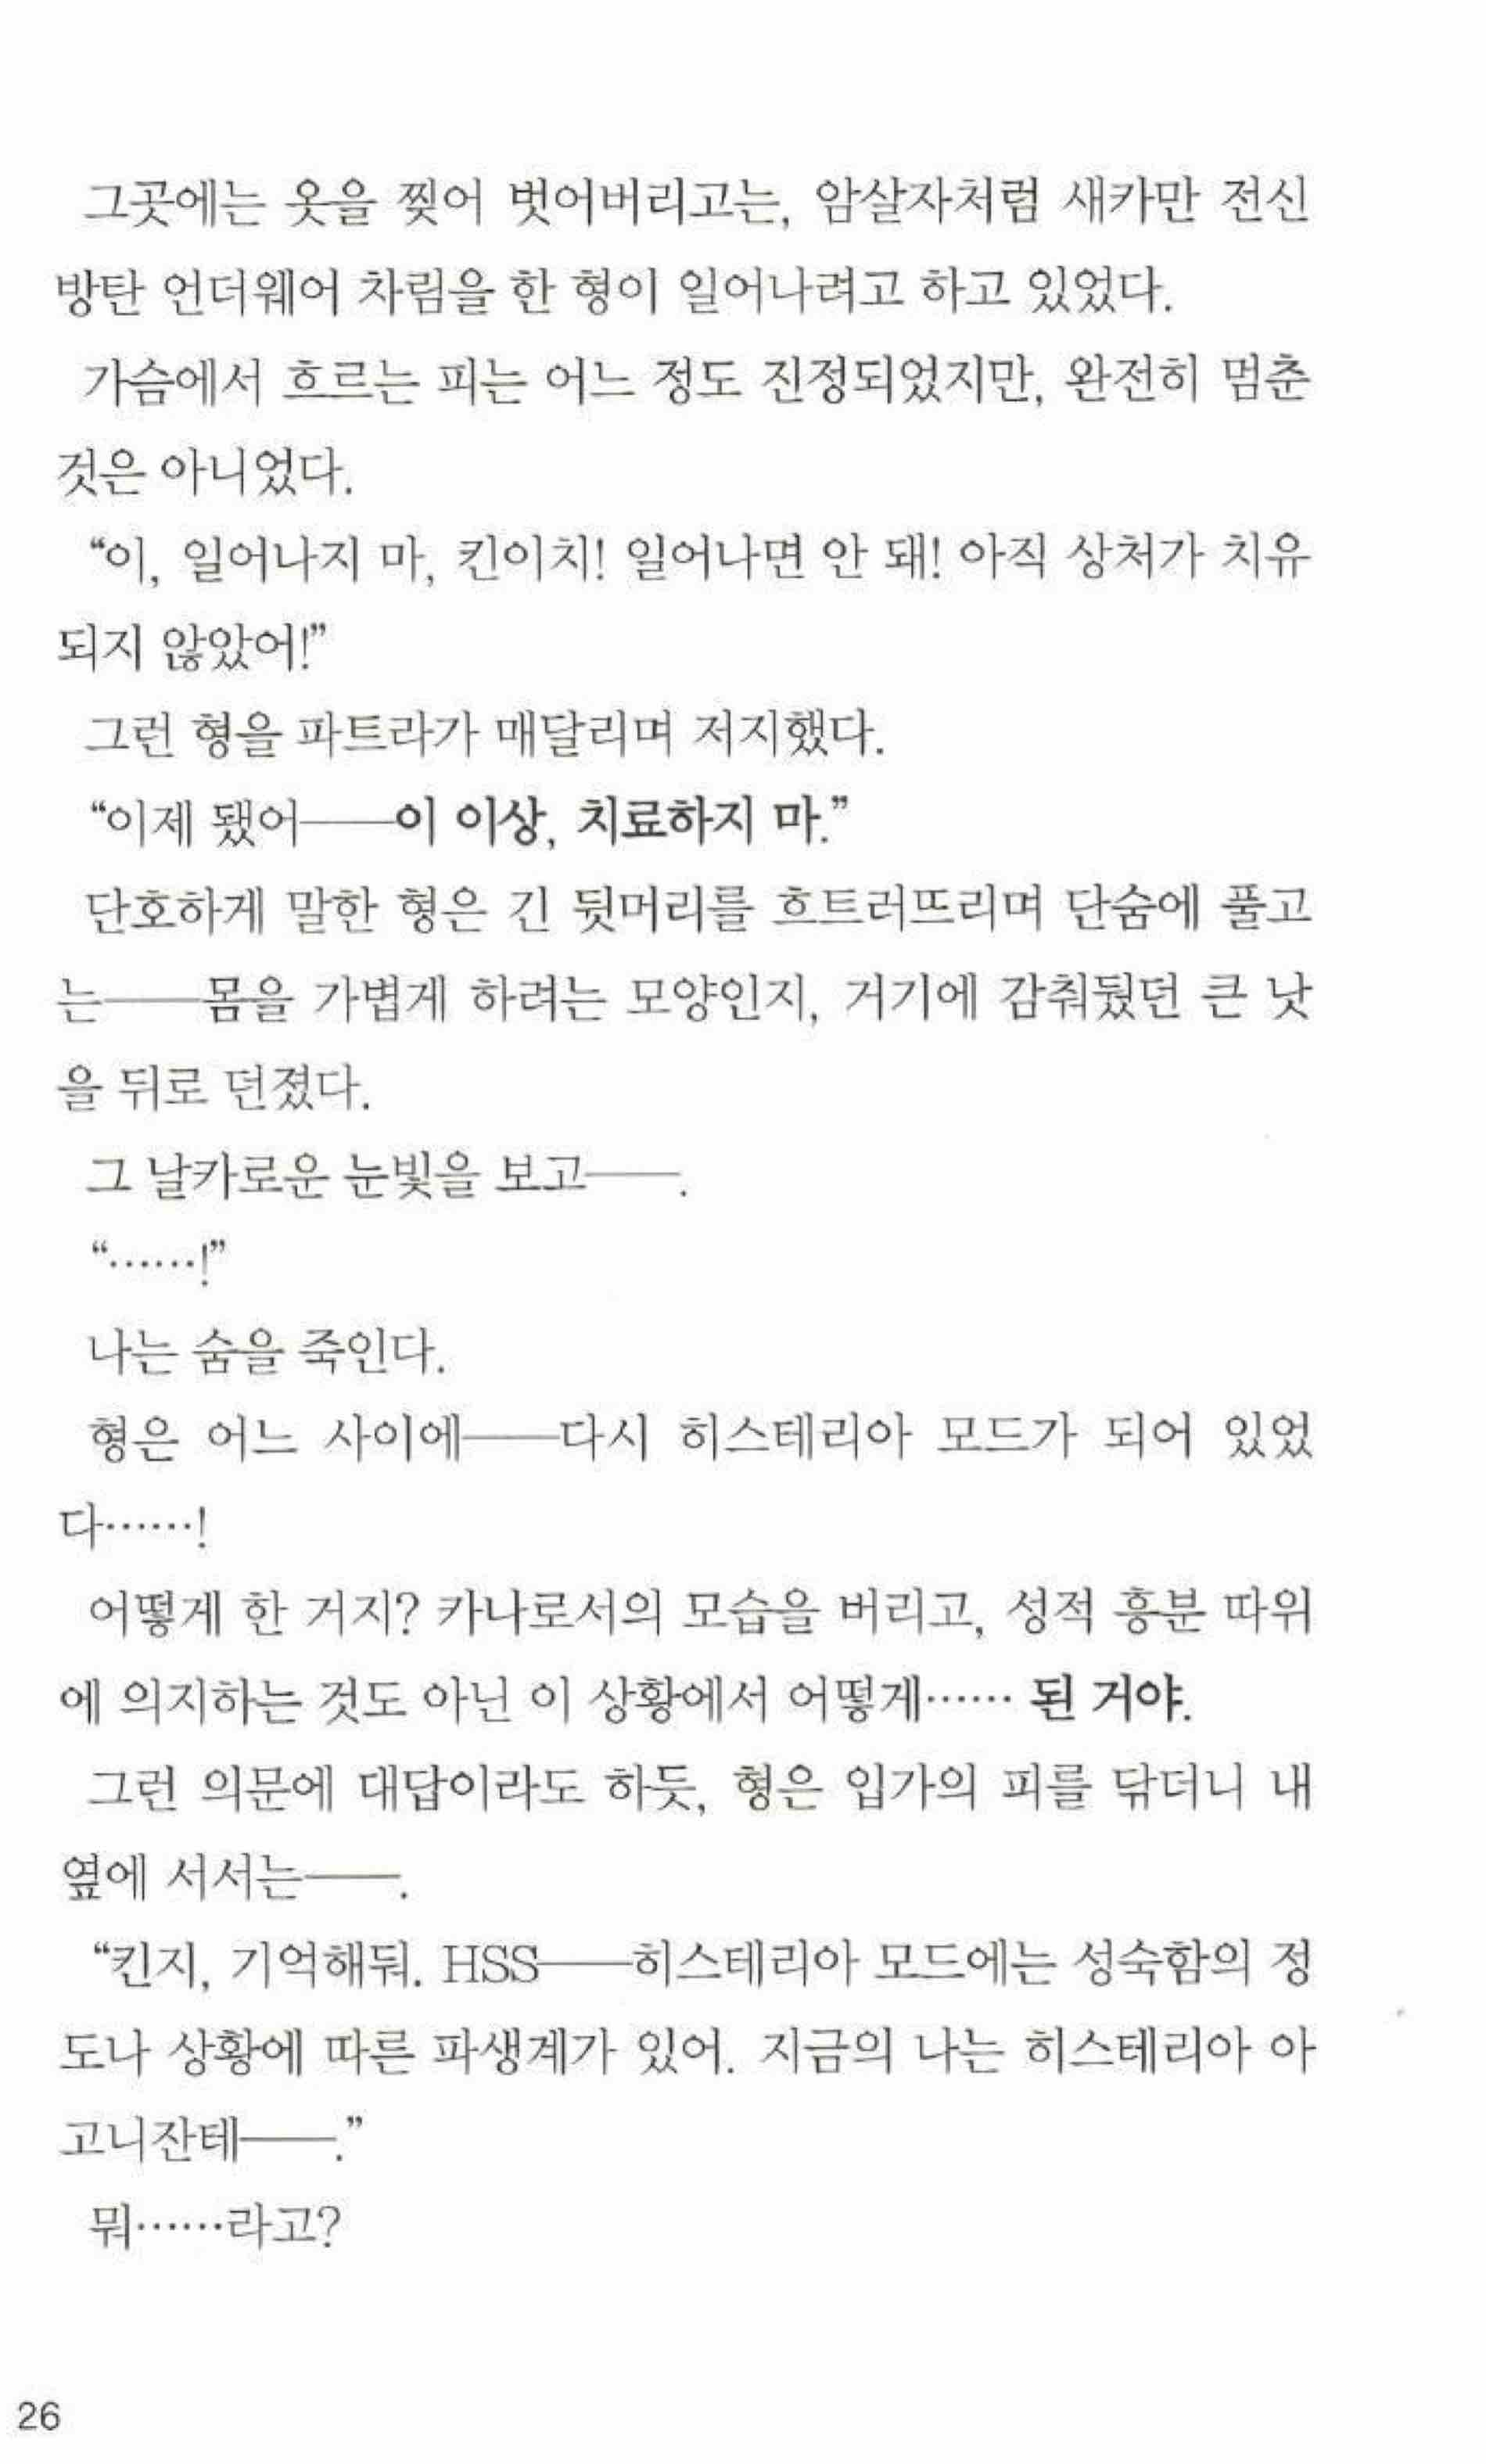 그곳에는 옷을 찢어 벗어버리고는, 암살자처럼 새카만 전신
방탄 언더웨어 차림을 한 형이 일어나려고 하고 있었다.
가슴에서 흐르는 피는 어느 정도 진정되었지만, 완전히 멈춘
것은 아니었다.
“이, 일어나지 마, 킨이치! 일어나면 안 돼! 아직 상처가 치유
되지 않았어!”
그런 형을 파트라가 매달리며 저지했다.
“이제 됐어──이 이상, 치료하지 마.”
단호하게 말한 형은 긴 뒷머리를 흐트러뜨리며 단숨에 풀고
는──몸을 가볍게 하려는 모양인지, 거기에 감춰뒀던 큰 낫
을 뒤로 던졌다.
그 날카로운 눈빛을 보고──.
“……!”
나는 숨을 죽인다.
형은 어느 사이에──다시 히스테리아 모드가 되어 있었
다……!
어떻게 한 거지? 카나로서의 모습을 버리고, 성적 흥분 따위
에 의지하는 것도 아닌 이 상황에서 어떻게…… 된 거야.
그런 의문에 대답이라도 하듯, 형은 입가의 피를 닦더니 내
옆에 서서는──.
“킨지, 기억해둬. HSS──히스테리아 모드에는 성숙함의 정
도나 상황에 따른 파생계가 있어. 지금의 나는 히스테리아 아
고니잔테──.”
뭐……라고?
26